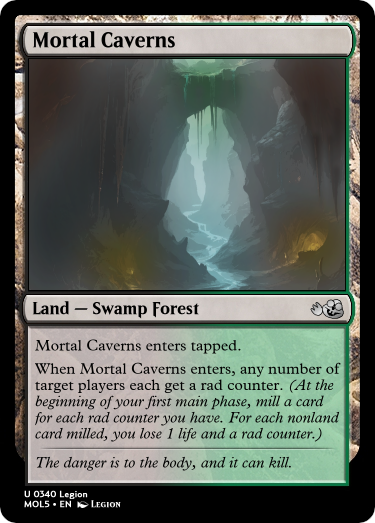 Mortal Caverns
Land — Swamp Forest
Mortal Caverns enters tapped.
When Mortal Caverns enters, any number of
target players each get a rad counter. (At the
beginning of your first main phase, mill a card
for each rad counter you have. For each nonland
card milled, you lose 1 life and a rad counter.)
The danger is to the body, and it can kill.
U 0340 Legion
MOL5 • EN Legion